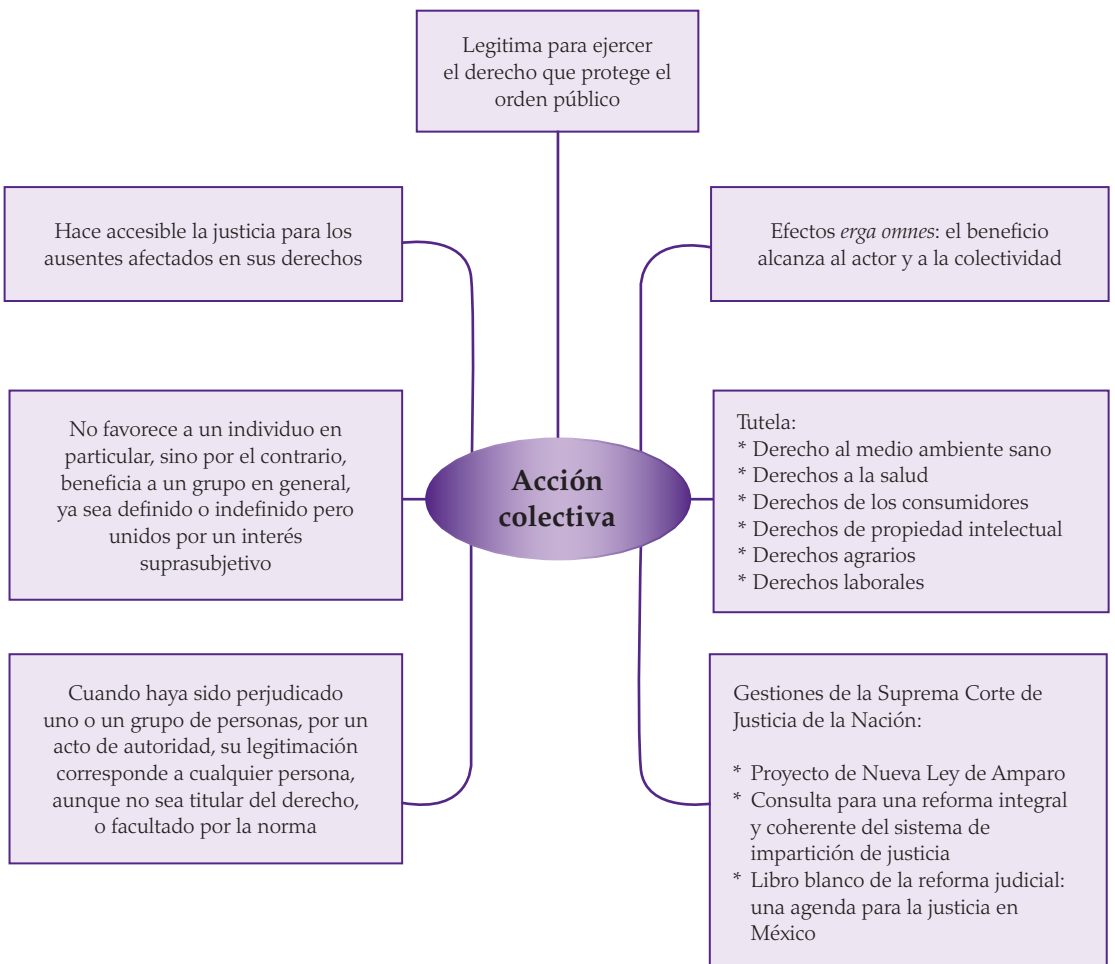 Legitima para ejercer
el derecho que protege el
orden público
Hace accesible la justicia para los
ausentes afectados en sus derechos
Efectos erga omnes: el beneficio
alcanza al actor y a la colectividad
No favorece a un individuo en
particular, sino por el contrario,
beneficia a un grupo en general,
ya sea definido o indefinido pero
unidos por un interés
suprasubjetivo
Acción
colectiva
Tutela:
* Derecho al medio ambiente sano
* Derechos a la salud
* Derechos de los consumidores
* Derechos de propiedad intelectual
* Derechos agrarios
* Derechos laborales
Cuando haya sido perjudicado
uno o un grupo de personas, por un
acto de autoridad, su legitimación
corresponde a cualquier persona,
aunque no sea titular del derecho,
o facultado por la norma
Gestiones de la Suprema Corte de
Justicia de la Nación:
* Proyecto de Nueva Ley de Amparo
* Consulta para una reforma integral
y coherente del sistema de
impartición de justicia
* Libro blanco de la reforma judicial:
una agenda para la justicia en
México